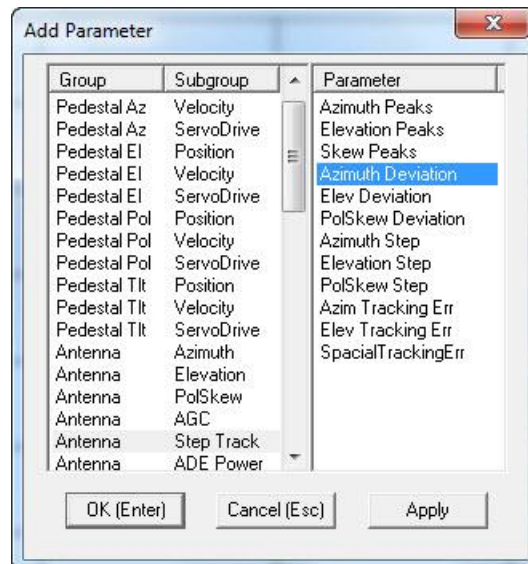 Add Parameter
Group Subgroup
Pedestal Az Velocity
Pedestal Az ServoDrive
Pedestal El Position
Pedestal El Velocity
Pedestal El ServoDrive
Pedestal Pol Position
Pedestal Pol Velocity
Pedestal Pol ServoDrive
Pedestal Tlt Position
Pedestal Tlt Velocity
Pedestal Tlt ServoDrive
Antenna Azimuth
Antenna Elevation
Antenna PolSkew
Antenna AGC
Antenna Step Track
Antenna ADE Power
Parameter
Azimuth Peaks
Elevation Peaks
Skew Peaks
Azimuth Deviation
Elev Deviation
PolSkew Deviation
Azimuth Step
Elevation Step
PolSkew Step
Azim Tracking Err
Elev Tracking Err
SpacialTrackingErr
OK (Enter) Cancel (Esc) Apply